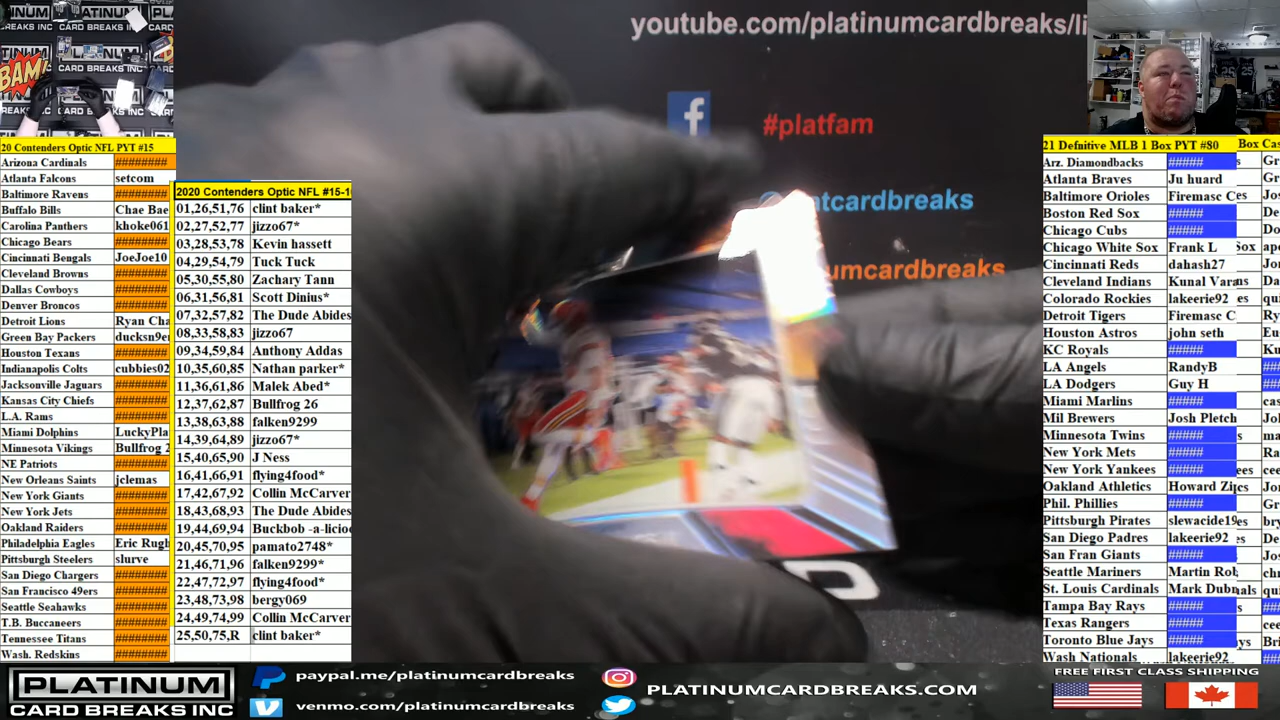 PLATINUM
CARD BREAKS INC
BAM!
20 Contenders Optic NFL PYT #15
Arizona Cardinals ########
Atlanta Falcons setcom
Baltimore Ravens ########
Buffalo Bills Chae Bae
Carolina Panthers khoke061
Chicago Bears ########
Cincinnati Bengals JoeJoe10
Cleveland Browns ########
Dallas Cowboys ########
Denver Broncos ########
Detroit Lions Ryan Cha
Green Bay Packers ducksn9e
Houston Texans ########
Indianapolis Colts cubbies02
Jacksonville Jaguars ########
Kansas City Chiefs ########
L.A. Rams ########
Miami Dolphins LuckyPla
Minnesota Vikings Bullfrog 2
NE Patriots ########
New Orleans Saints jclemas
New York Giants ########
New York Jets ########
Oakland Raiders ########
Philadelphia Eagles Eric Rugh
Pittsburgh Steelers slurve
San Diego Chargers ########
San Francisco 49ers ########
Seattle Seahawks ########
T.B. Buccaneers ########
Tennessee Titans ########
Wash. Redskins ########
2020 Contenders Optic NFL #15-1
01,26,51,76 clint baker*
02,27,52,77 jizzo67*
03,28,53,78 Kevin hassett
04,29,54,79 Tuck Tuck
05,30,55,80 Zachary Tann
06,31,56,81 Scott Dinius*
07,32,57,82 The Dude Abides
08,33,58,83 jizzo67
09,34,59,84 Anthony Addas
10,35,60,85 Nathan parker*
11,36,61,86 Malek Abed*
12,37,62,87 Bullfrog 26
13,38,63,88 falken9299
14,39,64,89 jizzo67*
15,40,65,90 J Ness
16,41,66,91 flying4food*
17,42,67,92 Collin McCarver
18,43,68,93 The Dude Abides
19,44,69,94 Buckbob -a-licio
20,45,70,95 pamato2748*
21,46,71,96 falken9299*
22,47,72,97 flying4food*
23,48,73,98 bergy069
24,49,74,99 Collin McCarver
25,50,75,R clint baker*
youtube.com/platinumcardbreaks/li
#platfam
atcardbreaks
numcardbreaks
21 Defnitive MLB 1 Box PYT #80
Arz. Diamondbacks #####
Atlanta Braves Ju huard
Baltimore Orioles Firemasc C
Boston Red Sox #####
Chicago Cubs #####
Chicago White Sox Frank L
Cincinnati Reds dahash27
Cleveland Indians Kunal Vara
Colorado Rockies lakeerie92
Detroit Tigers Firemasc C
Houston Astros john seth
KC Royals #####
LA Angels RandyB
LA Dodgers Guy H
Miami Marlins #####
Mil Brewers Josh Pletch
Minnesota Twins #####
New York Mets #####
New York Yankees #####
Oakland Athletics Howard Zi
Phil. Phillies #####
Pittsburgh Pirates slewacide19
San Diego Padres lakeerie92
San Fran Giants #####
Seattle Mariners Martin Rol
St. Louis Cardinals Mark Dub
Tampa Bay Rays #####
Texas Rangers #####
Toronto Blue Jays #####
Wash Nationals lakeerie92
PLATINUM
CARD BREAKS INC
paypal.me/pltstnumcardbreaks
venmo.com/platinumcardbreaks
PLATINUMCARDBREAKS.COM
FREE FIRST CLASS SHIPPING